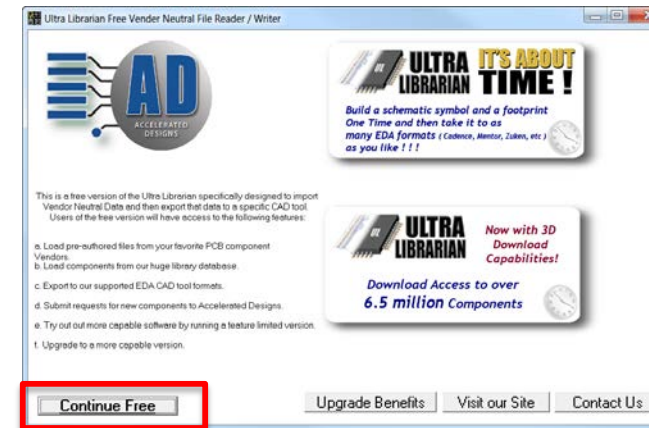 Ultra Librarian Free Vender Neutral File Reader / Writer
AD
ACCELERATED
DESIGNS
ULTRA
LIBRARIAN
IT'S ABOUT
TIME !
Build a schematic symbol and a footprint
One Time and then take it to as
many EDA formats ( Cadence, Mentor, Zuken, etc )
as you like ! ! !
This is a free version of the Ultra Librarian specifically designed to import
Vendor Neutral Data and then export that data to a specific CAD tool.
Users of the free version will have access to the following features:
a. Load pre-authored files from your favorite PCB component
Vendors.
b. Load components from our huge library database.
c. Export to our supported EDA CAD tool formats.
d. Submit requests for new components to Accelerated Designs.
e. Try out out more capable software by running a feature limited version.
f. Upgrade to a more capable version.
ULTRA
LIBRARIAN
Now with 3D
Download
Capabilities!
Download Access to over
6.5 million Components
Continue Free
Upgrade Benefits
Visit our Site
Contact Us